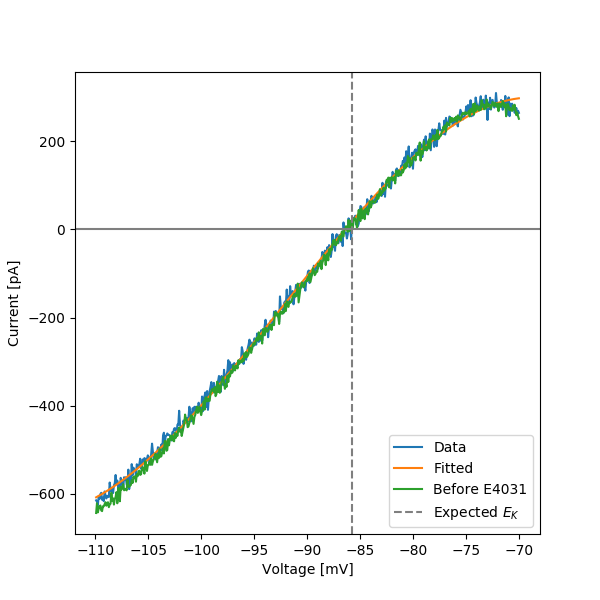 200
0
−200
−400
−600
−110
−105
−100
−95
−90
−85
−80
−75
−70
Current [pA]
Voltage [mV]
Data
Fitted
Before E4031
Expected E_K